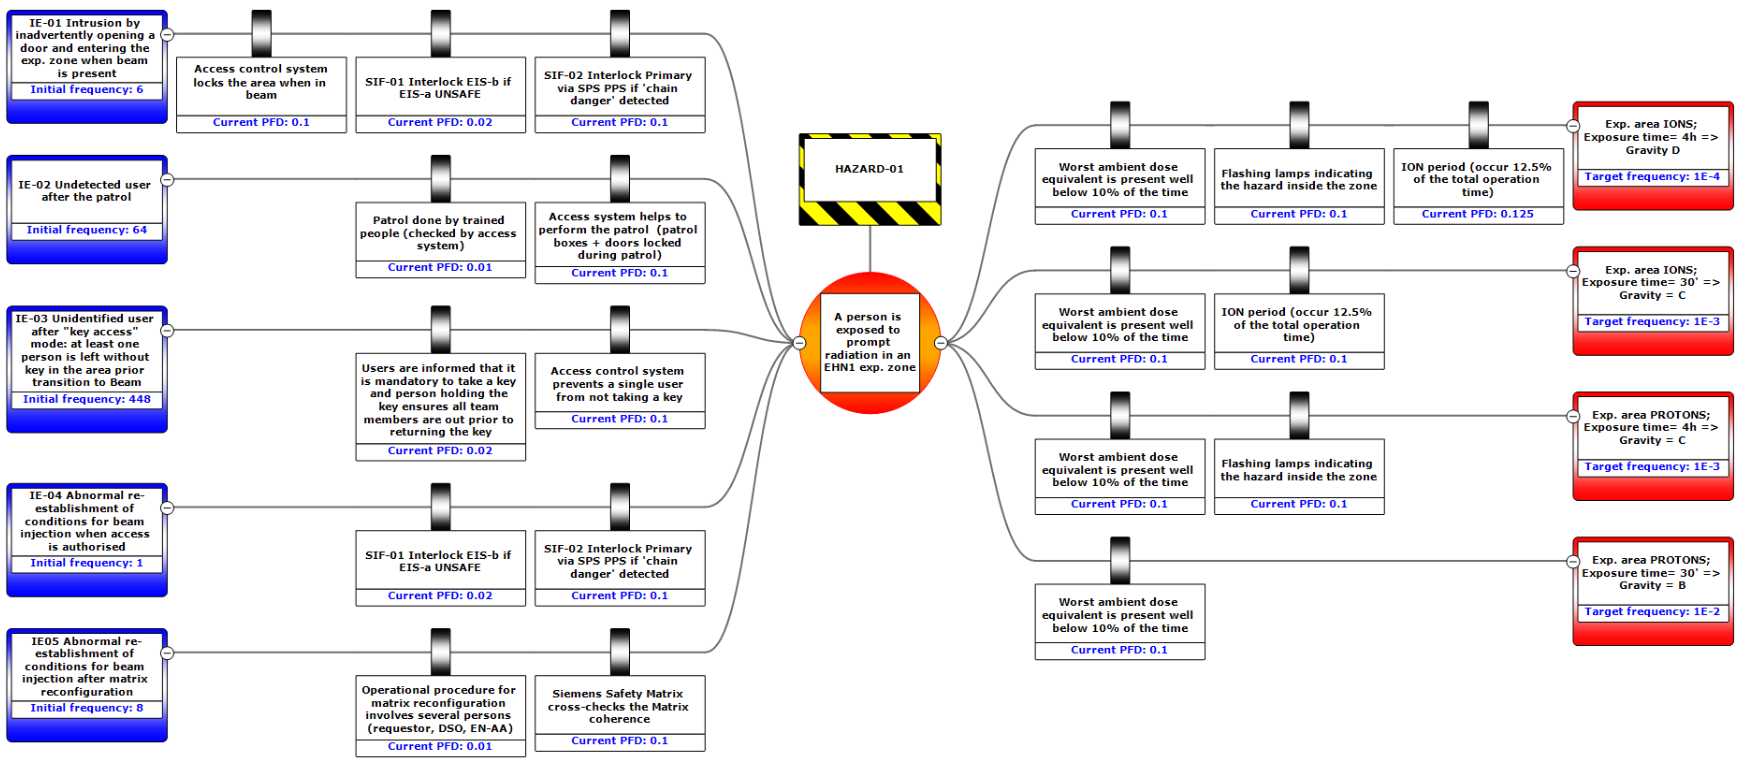 IE-01 Intrusion by
inadvertently opening a
door and entering the
exp. zone when beam
is present
Initial frequency: 6
Access control system
locks the area when in
beam
Current PFD: 0.1
SIF-01 Interlock EIS-b if
EIS-a UNSAFE
Current PFD: 0.02
SIF-02 Interlock Primary
via SPS PPS if 'chain
danger' detected
Current PFD: 0.1
IE-02 Undetected user
after the patrol
Initial frequency: 64
Patrol done by trained
people (checked by access
system)
Current PFD: 0.01
Access system helps to
perform the patrol (patrol
boxes + doors locked
during patrol)
Current PFD: 0.1
IE-03 Unidentified user
after "key access"
mode: at least one
person is left without
key in the area prior
transition to Beam
Initial frequency: 448
Users are informed that it
is mandatory to take a key
and person holding the
key ensures all team
members are out prior to
returning the key
Current PFD: 0.02
Access control system
prevents a single user
from not taking a key
Current PFD: 0.1
IE-04 Abnormal re-
establishment of
conditions for beam
injection when access
is authorised
Initial frequency: 1
SIF-01 Interlock EIS-b if
EIS-a UNSAFE
Current PFD: 0.02
SIF-02 Interlock Primary
via SPS PPS if 'chain
danger' detected
Current PFD: 0.1
IE05 Abnormal re-
establishment of
conditions for beam
injection after matrix
reconfiguration
Initial frequency: 8
Operational procedure for
matrix reconfiguration
involves several persons
(requestor, DSO, EN-AA)
Current PFD: 0.01
Siemens Safety Matrix
cross-checks the Matrix
coherence
Current PFD: 0.1
HAZARD-01
A person is
exposed to
prompt
radiation in an
EHN1 exp. zone
Worst ambient dose
equivalent is present well
below 10% of the time
Current PFD: 0.1
Flashing lamps indicating
the hazard inside the zone
Current PFD: 0.1
ION period (occur 12.5%
of the total operation
time)
Current PFD: 0.125
Exp. area IONS;
Exposure time= 4h =>
Gravity D
Target frequency: 1E-4
Worst ambient dose
equivalent is present well
below 10% of the time
Current PFD: 0.1
ION period (occur 12.5%
of the total operation
time)
Current PFD: 0.1
Exp. area IONS;
Exposure time= 30' =>
Gravity = C
Target frequency: 1E-3
Worst ambient dose
equivalent is present well
below 10% of the time
Current PFD: 0.1
Flashing lamps indicating
the hazard inside the zone
Current PFD: 0.1
Exp. area PROTONS;
Exposure time= 4h =>
Gravity = C
Target frequency: 1E-3
Worst ambient dose
equivalent is present well
below 10% of the time
Current PFD: 0.1
Exp. area PROTONS;
Exposure time= 30' =>
Gravity = B
Target frequency: 1E-2